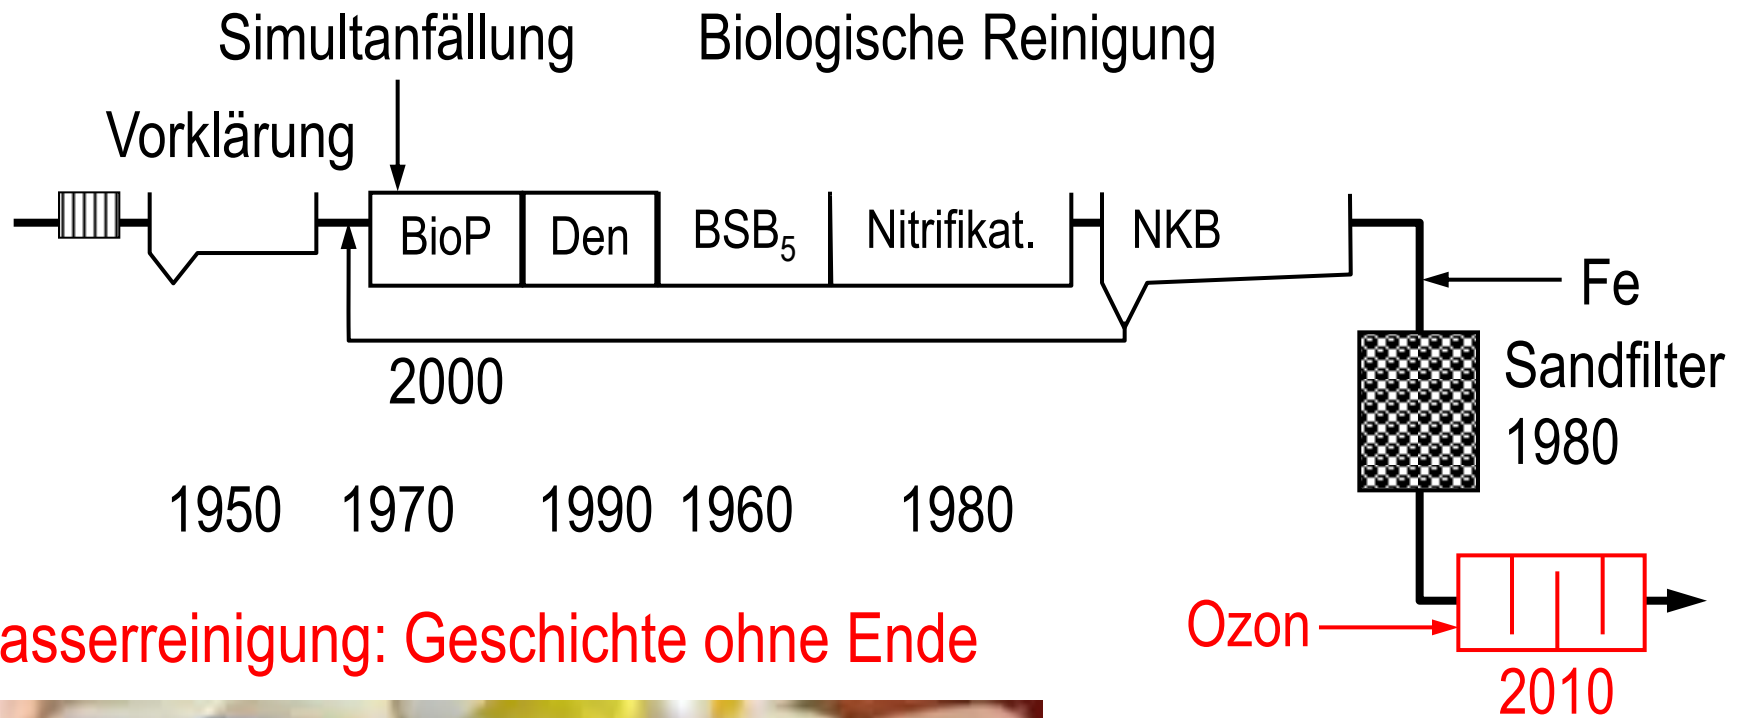 Simultanfällung
Biologische Reinigung
Vorklärung
BioP
Den
BSB5
Nitrifikat.
NKB
Fe
2000
Sandfilter
1980
1950
1970
1990
1960
1980
Ozon
asserreinigung: Geschichte ohne Ende
2010